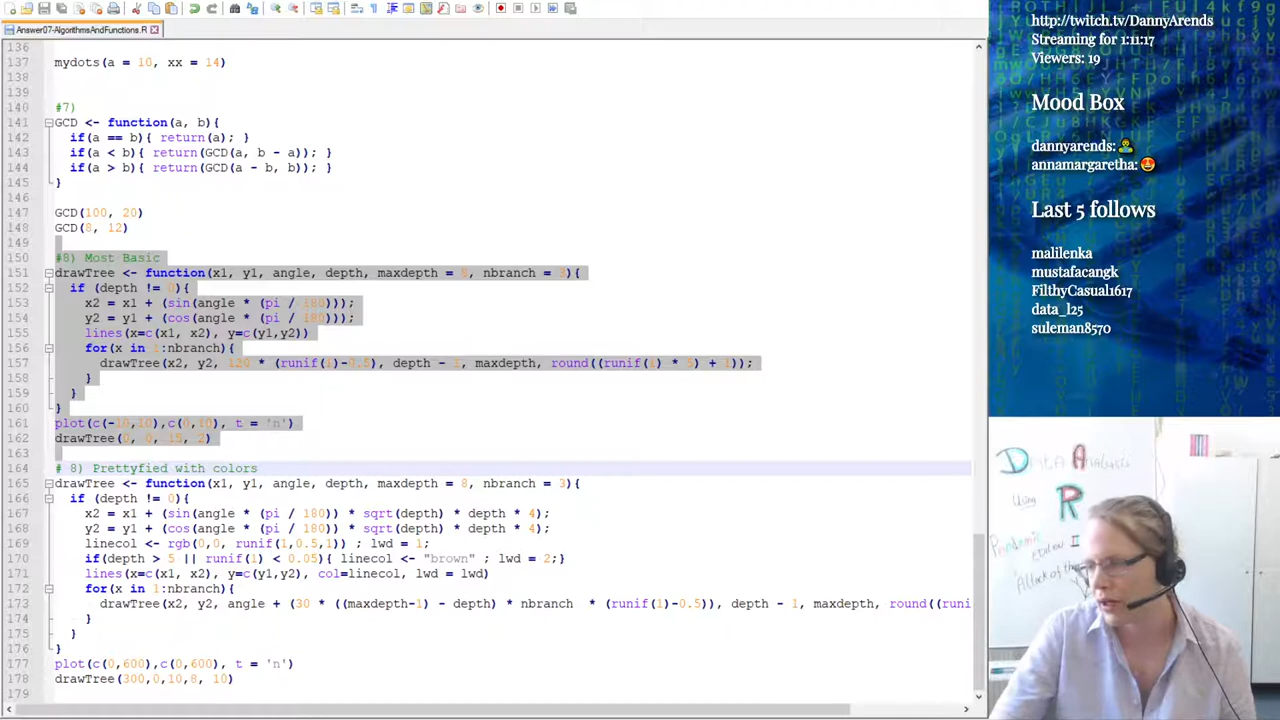 Answer07-AlgorithmsAndFunctions.R
136
137 mydots(a = 10, xx = 14)
138
139
140 #7)
141 GCD <- function(a, b){
142 if(a == b){ return(a); }
143 if(a < b){ return(GCD(a, b - a)); }
144 if(a > b){ return(GCD(a - b, b)); }
145 }
146
147 GCD(100, 20)
148 GCD(8, 12)
149
150 #8) Most Basic
151 drawTree <- function(x1, y1, angle, depth, maxdepth = 8, nbranch = 3){
152 if (depth != 0){
153 x2 = x1 + (sin(angle * (pi / 180)));
154 y2 = y1 + (cos(angle * (pi / 180)));
155 lines(x=c(x1, x2), y=c(y1,y2))
156 for(x in 1:nbranch){
157 drawTree(x2, y2, 120 * (runif(1)-0.5), depth - 1, maxdepth, round((runif(1) * 5) + 1));
158 }
159 }
160 }
161 plot(c(-10,10),c(0,10), t = 'n')
162 drawTree(0, 0, 15, 2)
163
164 # 8) Prettyfied with colors
165 drawTree <- function(x1, y1, angle, depth, maxdepth = 8, nbranch = 3){
166 if (depth != 0){
167 x2 = x1 + (sin(angle * (pi / 180)) * sqrt(depth) * depth * 4);
168 y2 = y1 + (cos(angle * (pi / 180)) * sqrt(depth) * depth * 4);
169 linecol <- rgb(0,0, runif(1,0.5,1)) ; lwd = 1;
170 if(depth > 5 || runif(1) < 0.05){ linecol <- "brown" ; lwd = 2;}
171 lines(x=c(x1, x2), y=c(y1,y2), col=linecol, lwd = lwd)
172 for(x in 1:nbranch){
173 drawTree(x2, y2, angle + (30 * ((maxdepth-1) - depth) * nbranch * (runif(1)-0.5)), depth - 1, maxdepth, round((runi
174 }
175 }
176 }
177 plot(c(0,600),c(0,600), t = 'n')
178 drawTree(300,0,10,8, 10)
179
http://twitch.tv/DannyArends
Streaming for 1:11:17
Viewers: 19
Mood Box
dannyarends: 
annamargaretha: 
Last 5 follows
malilenka
mustafacangk
FilthyCasual1617
data_l25
suleman8570
Data Analysis
Using
R